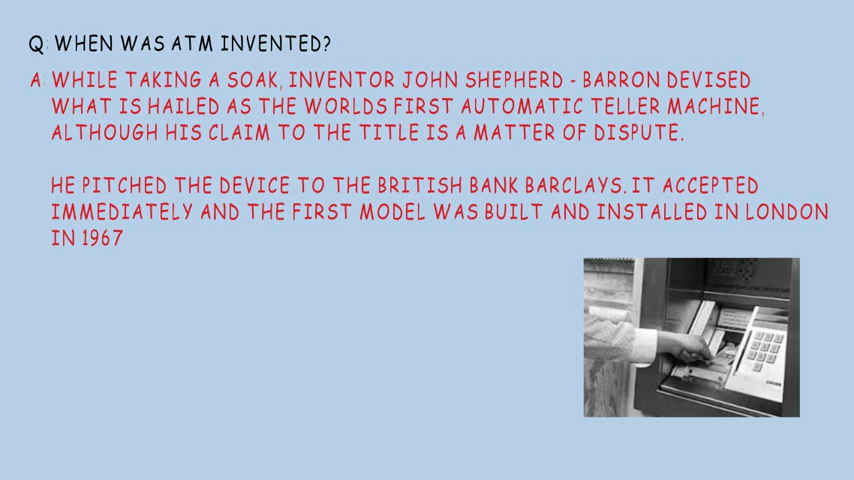 Q: WHEN WAS ATM INVENTED?
A: WHILE TAKING A SOAK, INVENTOR JOHN SHEPHERD - BARRON DEVISED
WHAT IS HAILED AS THE WORLDS FIRST AUTOMATIC TELLER MACHINE,
ALTHOUGH HIS CLAIM TO THE TITLE IS A MATTER OF DISPUTE.
HE PITCHED THE DEVICE TO THE BRITISH BANK BARCLAYS. IT ACCEPTED
IMMEDIATELY AND THE FIRST MODEL WAS BUILT AND INSTALLED IN LONDON
IN 1967